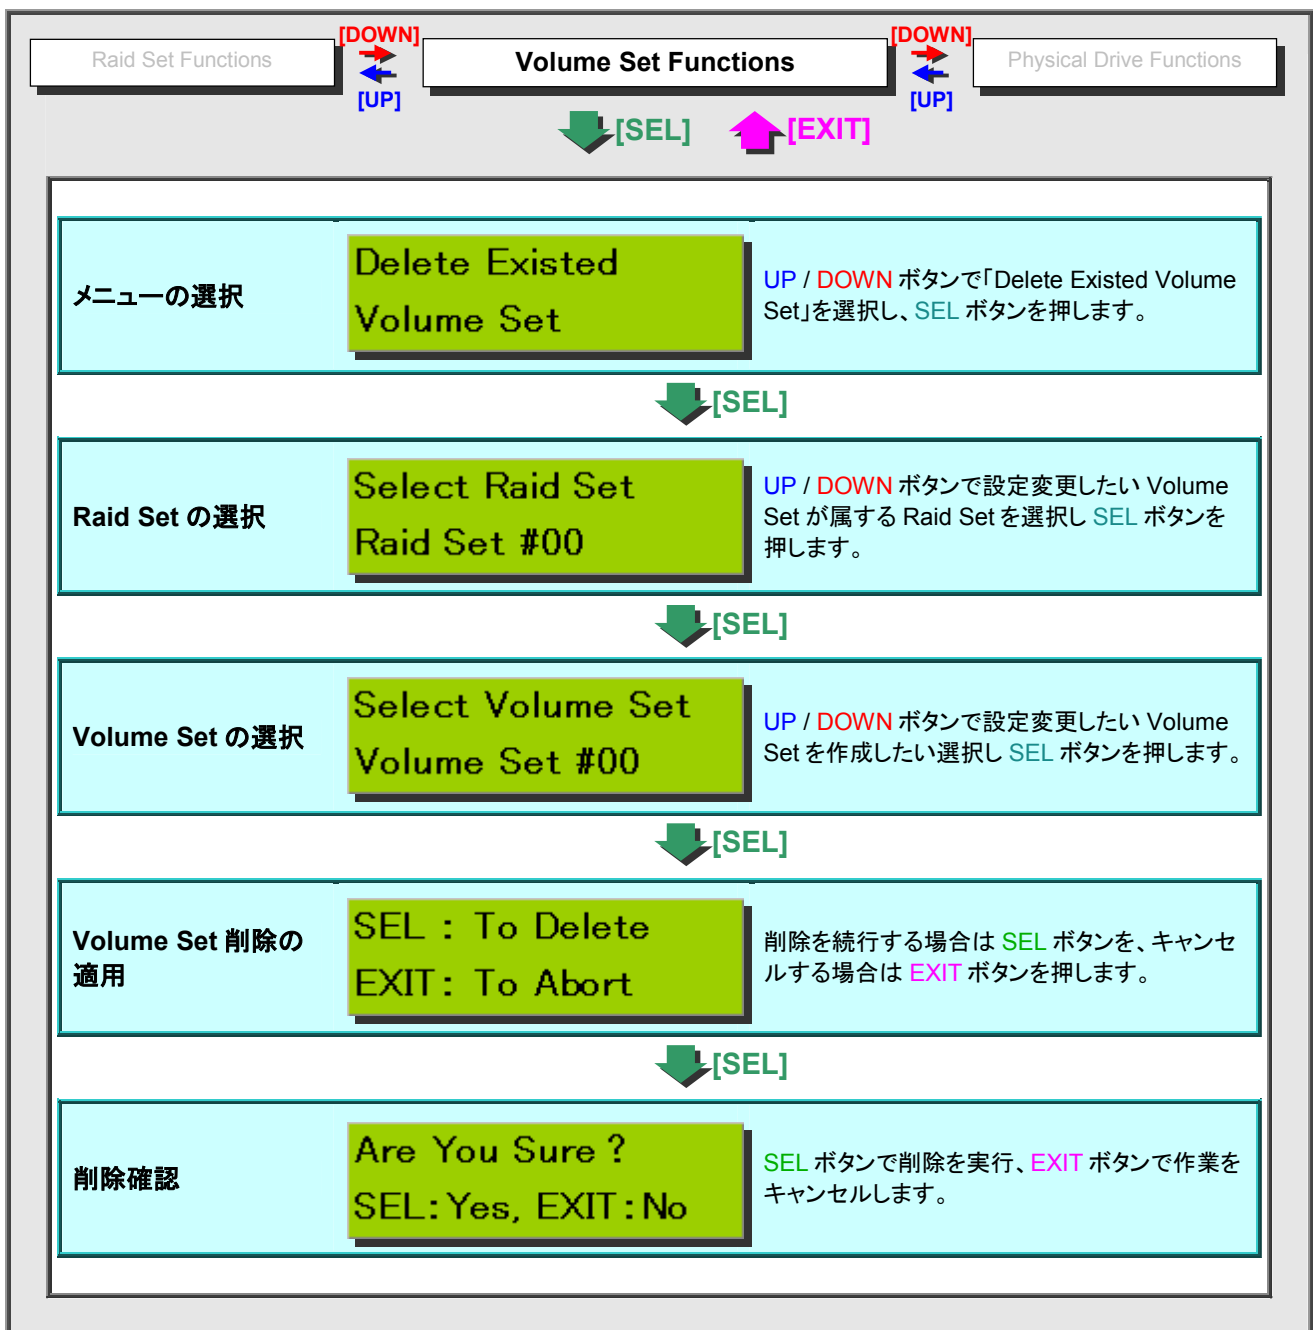 [DOWN]
[DOWN]
Raid Set Functions
Volume Set Functions
Physical Drive Functions
[UP]
[UP]
[SEL]
[EXIT]
メニューの選択
Delete Existed
Volume Set
UP / DOWN ボタンで「Delete Existed Volume
Set」を選択し、SEL ボタンを押します。
[SEL]
Raid Set の選択
Select Raid Set
Raid Set #00
UP / DOWN ボタンで設定変更したい Volume
Set が属する Raid Set を選択し SEL ボタンを
押します。
[SEL]
Volume Set の選択
Select Volume Set
Volume Set #00
UP / DOWN ボタンで設定変更したい Volume
Set を作成したい選択し SEL ボタンを押します。
[SEL]
Volume Set 削除の
適用
SEL : To Delete
EXIT : To Abort
削除を続行する場合は SEL ボタンを、キャンセ
ルする場合は EXIT ボタンを押します。
[SEL]
削除確認
Are You Sure ?
SEL : Yes, EXIT : No
SEL ボタンで削除を実行、EXIT ボタンで作業を
キャンセルします。